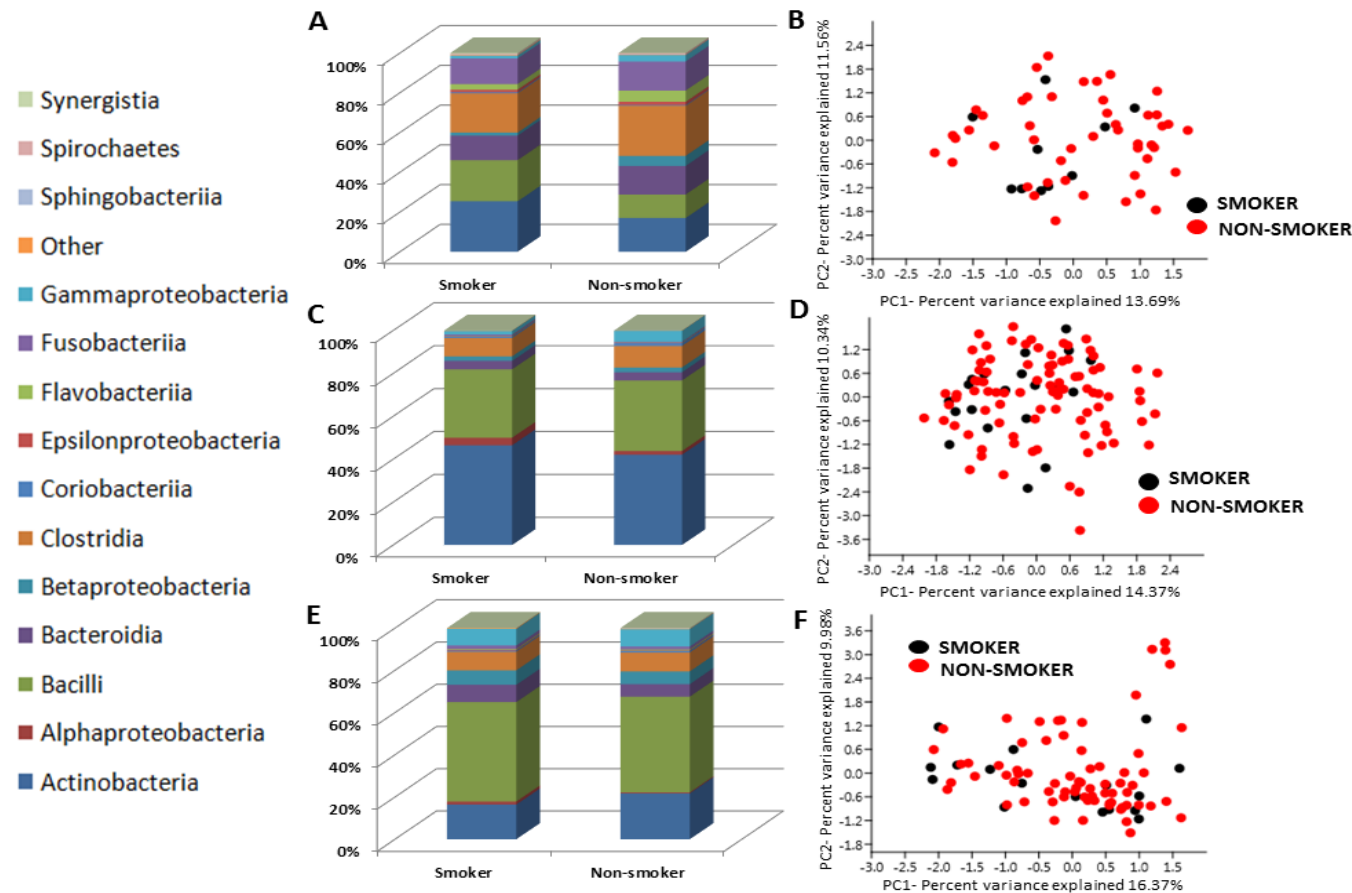 Synergistia
Spirochaetes
Sphingobacteriia
Other
Gammaproteobacteria
Fusobacteriia
Flavobacteriia
Epsilonproteobacteria
Coriobacteriia
Clostridia
Betaproteobacteria
Bacteroidia
Bacilli
Alphaproteobacteria
Actinobacteria
A
100%
80%
60%
40%
20%
0%
Smoker Non-smoker
B
PC2- Percent variance explained 11.56%
2.4
1.8
1.2
0.6
0.0
-0.6
-1.2
-1.8
-2.4
-3.0
-3.0 -2.5 -2.0 -1.5 -1.0 -0.5 0.0 0.5 1.0 1.5
PC1- Percent variance explained 13.69%
SMOKER
NON-SMOKER
C
100%
80%
60%
40%
20%
0%
Smoker Non-smoker
D
PC2- Percent variance explained 10.34%
1.2
0.6
0.0
-0.6
-1.2
-1.8
-2.4
-3.0
-3.6
-3.0 -2.4 -1.8 -1.2 -0.6 0.0 0.6 1.2 1.8 2.4
PC1- Percent variance explained 14.37%
SMOKER
NON-SMOKER
E
100%
80%
60%
40%
20%
0%
Smoker Non-smoker
F
PC2- Percent variance explained 9.98%
3.6
3.0
2.4
1.8
1.2
0.6
0.0
-0.6
-1.2
-1.8
-3.0 -2.5 -2.0 -1.5 -1.0 -0.5 0.0 0.5 1.0 1.5
PC1- Percent variance explained 16.37%
SMOKER
NON-SMOKER